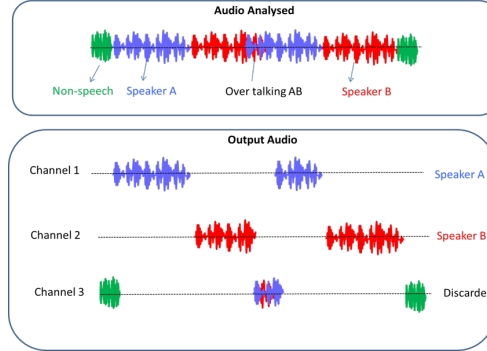 Audio Analysed
Non-speech Speaker A Over talking AB Speaker B
Output Audio
Channel 1 Speaker A
Channel 2 Speaker B
Channel 3 Discarde